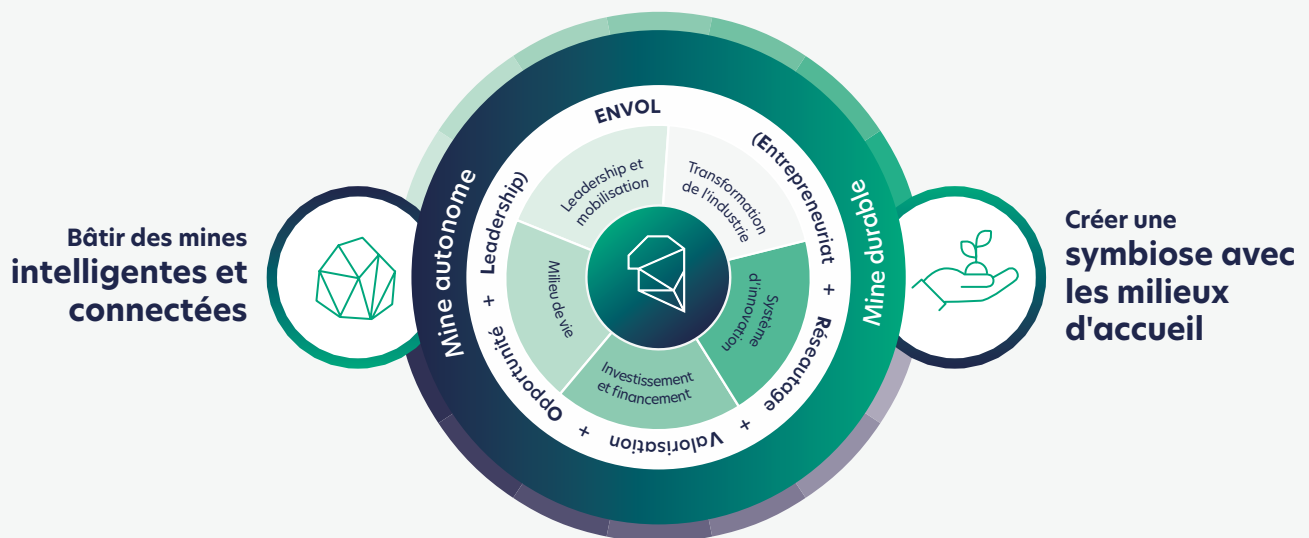 Bâtir des mines
intelligentes et
connectées
Mine autonome
Mine durable
ENVOL
(Entrepreneuriat + Réseautage + Valorisation + Opportunité + Leadership)
Leadership et
mobilisation
Transformation
de l'industrie
Système
d'innovation
Investissement
et financement
Milieu de vie
Créer une
symbiose avec
les milieux
d'accueil